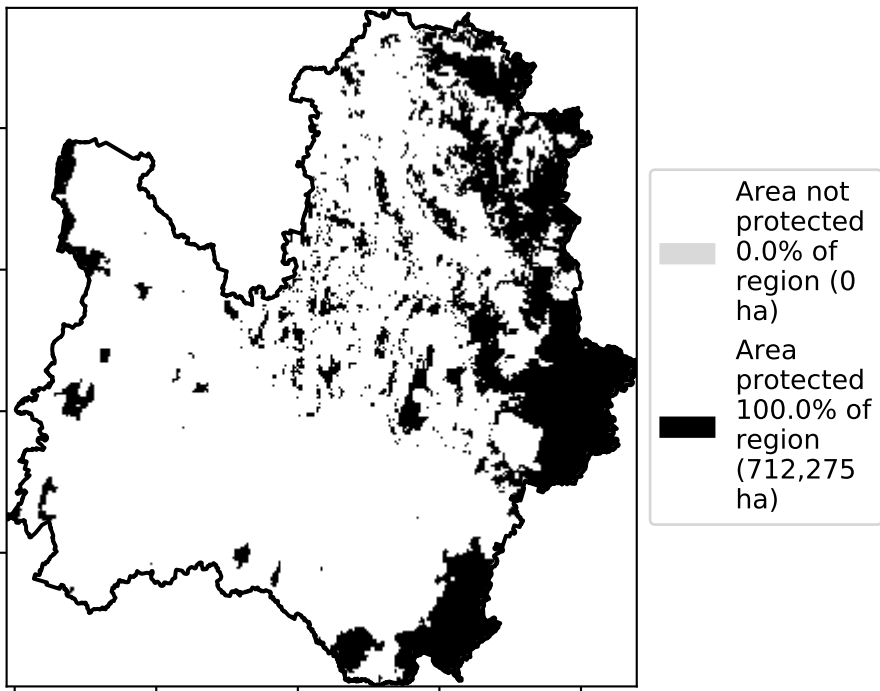 Area not
protected
0.0% of
region (0
ha)
Area
protected
100.0% of
region
(712,275
ha)